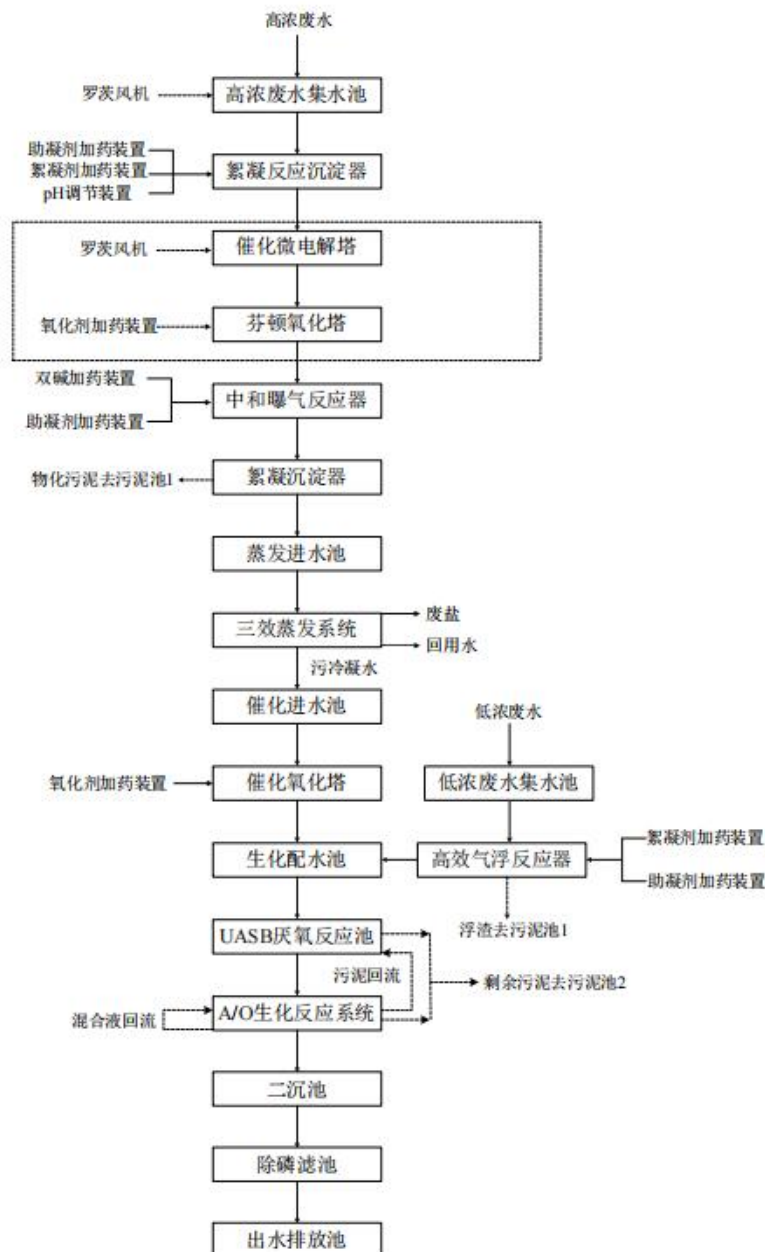 高浓废水
罗茨风机
高浓废水集水池
助凝剂加药装置
絮凝剂加药装置
pH调节装置
絮凝反应沉淀器
罗茨风机
催化微电解塔
氧化剂加药装置
芬顿氧化塔
双碱加药装置
助凝剂加药装置
中和曝气反应器
物化污泥去污泥池1
絮凝沉淀器
蒸发进水池
三效蒸发系统
废盐
回用水
污冷凝水
催化进水池
低浓废水
氧化剂加药装置
催化氧化塔
低浓废水集水池
生化配水池
高效气浮反应器
絮凝剂加药装置
助凝剂加药装置
浮渣去污泥池1
UASB厌氧反应池
污泥回流
剩余污泥去污泥池2
混合液回流
A/O生化反应系统
二沉池
除磷滤池
出水排放池